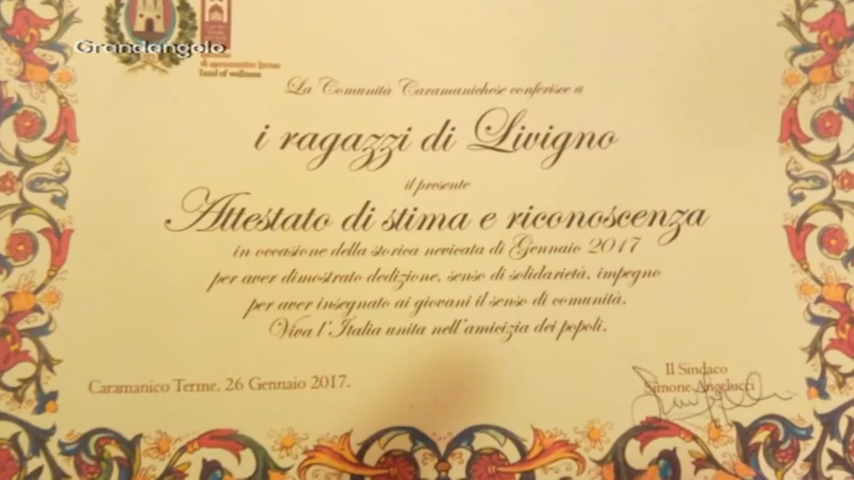 Grandangolo
di caramanico terme
land of wellness
La Comunità Caramanichese conferisce a
i ragazzi di Livigno
il presente
Attestato di stima e riconoscenza
in occasione della storica nevicata di Gennaio 2017
per aver dimostrato dedizione, senso di solidarietà, impegno
per aver insegnato ai giovani il senso di comunità.
Viva l'Italia unita nell'amicizia dei popoli.
Caramanico Terme, 26 Gennaio 2017.
Il Sindaco
Simone Angelucci